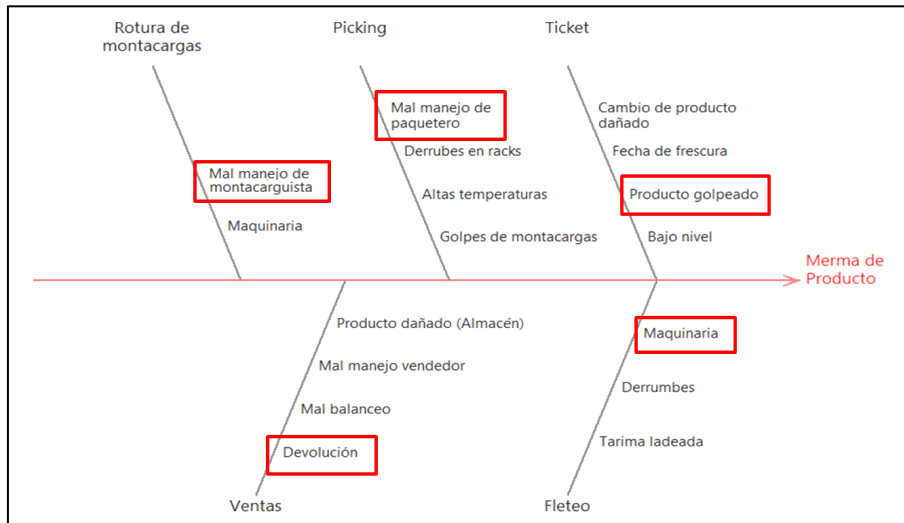 Rotura de
montacargas
Picking
Ticket
Mal manejo de
montacarguista
Maquinaria
Mal manejo de
paquetero
Derrubes en racks
Altas temperaturas
Golpes de montacargas
Cambio de producto
dañado
Fecha de frescura
Producto golpeado
Bajo nivel
Merma de
Producto
Producto dañado (Almacén)
Mal manejo vendedor
Mal balanceo
Devolución
Ventas
Maquinaria
Derrumbes
Tarima ladeada
Fleteo